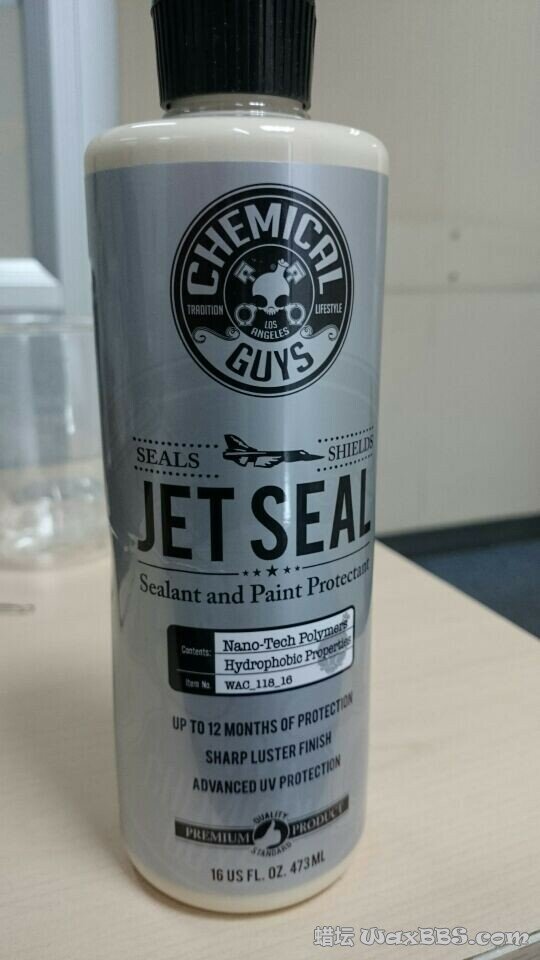 CHEMICAL
TRADITION
LIFESTYLE
LOS
ANGELES
GUYS
SEALS
SHIELDS
JET SEAL
Sealant and Paint Protectant
Contents:
Nano-Tech Polymers
Hydrophobic Properties
Item No.
WAC_118_16
UP TO 12 MONTHS OF PROTECTION
SHARP LUSTER FINISH
ADVANCED UV PROTECTION
QUALITY
PREMIUM PRODUCT
STANDARD
16 US FL. OZ. 473ML
蜡坛 WaxBBS.com